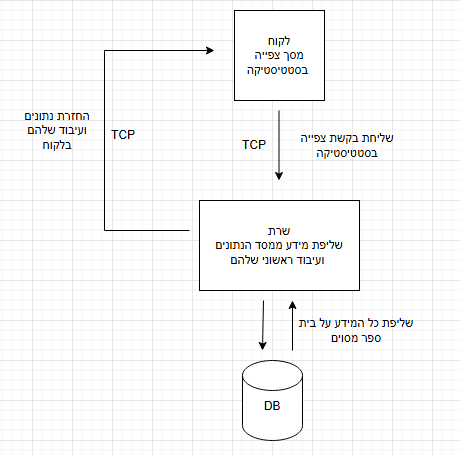 לקוח
מסך צפייה
בסטטיסטיקה
החזרת נתונים
ועיבוד שלהם
בלקוח
TCP
TCP
שליחת בקשת צפייה
בסטטיסטיקה
שרת
שליפת מידע ממסד הנתונים
ועיבוד ראשוני שלהם
שליפת כל המידע על בית
ספר מסוים
DB